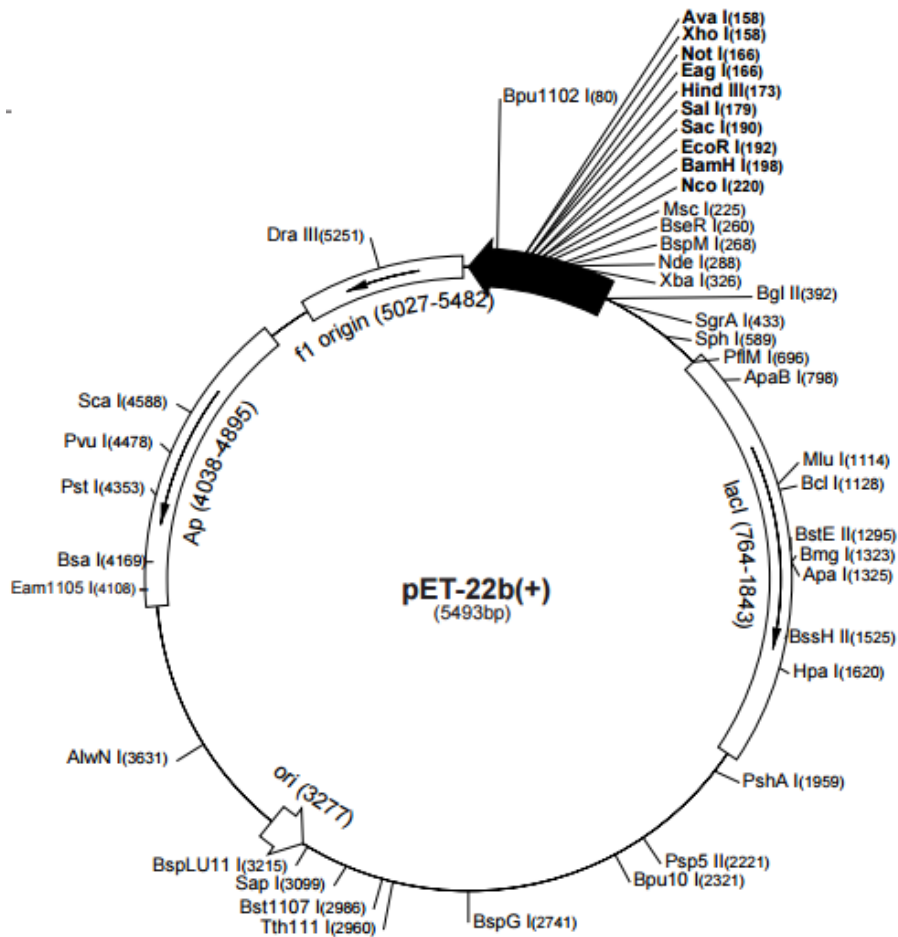 Ava I(158)
Xho I(158)
Not I(166)
Eag I(166)
Hind III(173)
Sal I(179)
Sac I(190)
EcoR I(192)
BamH I(198)
Nco I(220)
Msc I(225)
BseR I(260)
BspM I(268)
Nde I(288)
Xba I(326)
Bgl II(392)
SgrA I(433)
Sph I(589)
PflM I(696)
ApaB I(798)
Mlu I(1114)
Bcl I(1128)
BstE II(1295)
Bmg I(1323)
Apa I(1325)
BssH II(1525)
Hpa I(1620)
PshA I(1959)
Psp5 II(2221)
Bpu10 I(2321)
BspG I(2741)
Tth111 I(2960)
Bst1107 I(2986)
Sap I(3099)
BspLU11 I(3215)
AlwN I(3631)
Eam1105 I(4108)
Bsa I(4169)
Pst I(4353)
Pvu I(4478)
Sca I(4588)
Dra III(5251)
Bpu1102 I(80)
f1 origin (5027-5482)
Ap (4038-4895)
lacI (764-1843)
ori (3277)
pET-22b(+)
(5493bp)